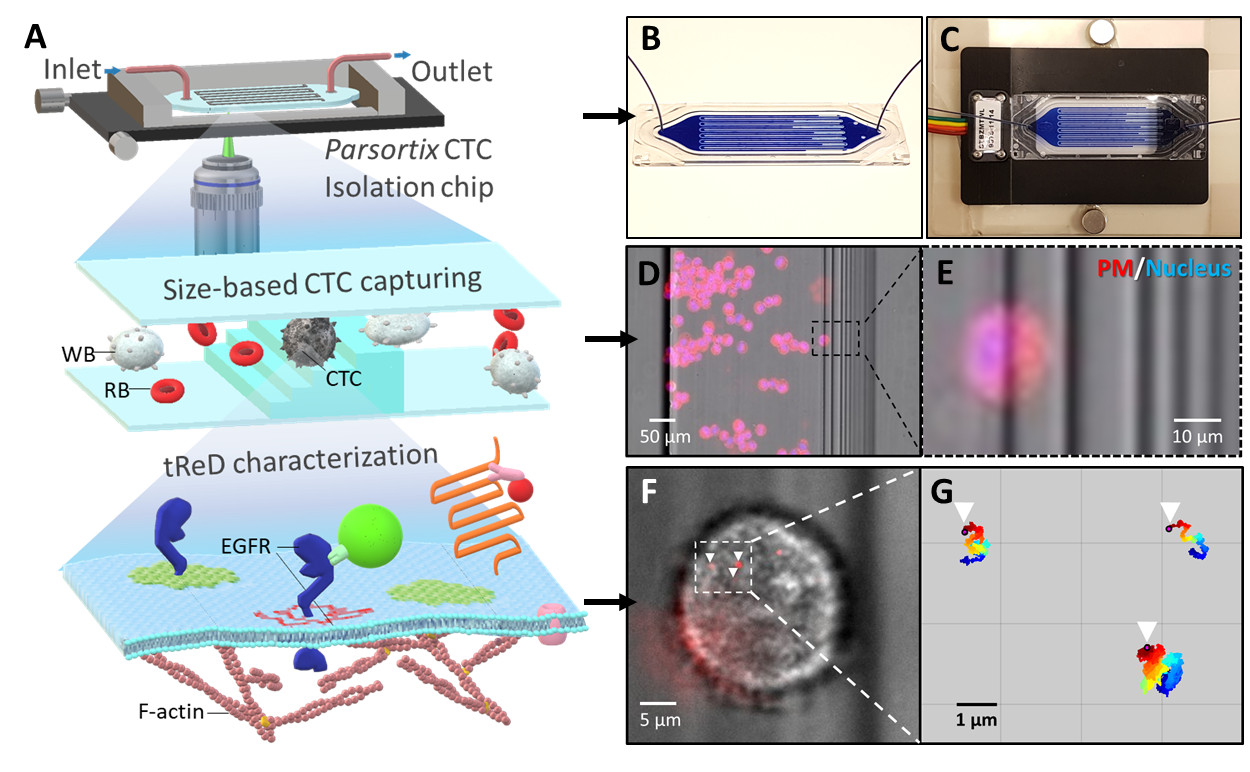 A
Inlet
Outlet
Parsortix CTC
Isolation chip
Size-based CTC capturing
WB
RB
CTC
tReD characterization
EGFR
F-actin
B
C
D
50 µm
E
PM/Nucleus
10 µm
F
5 µm
G
1 µm